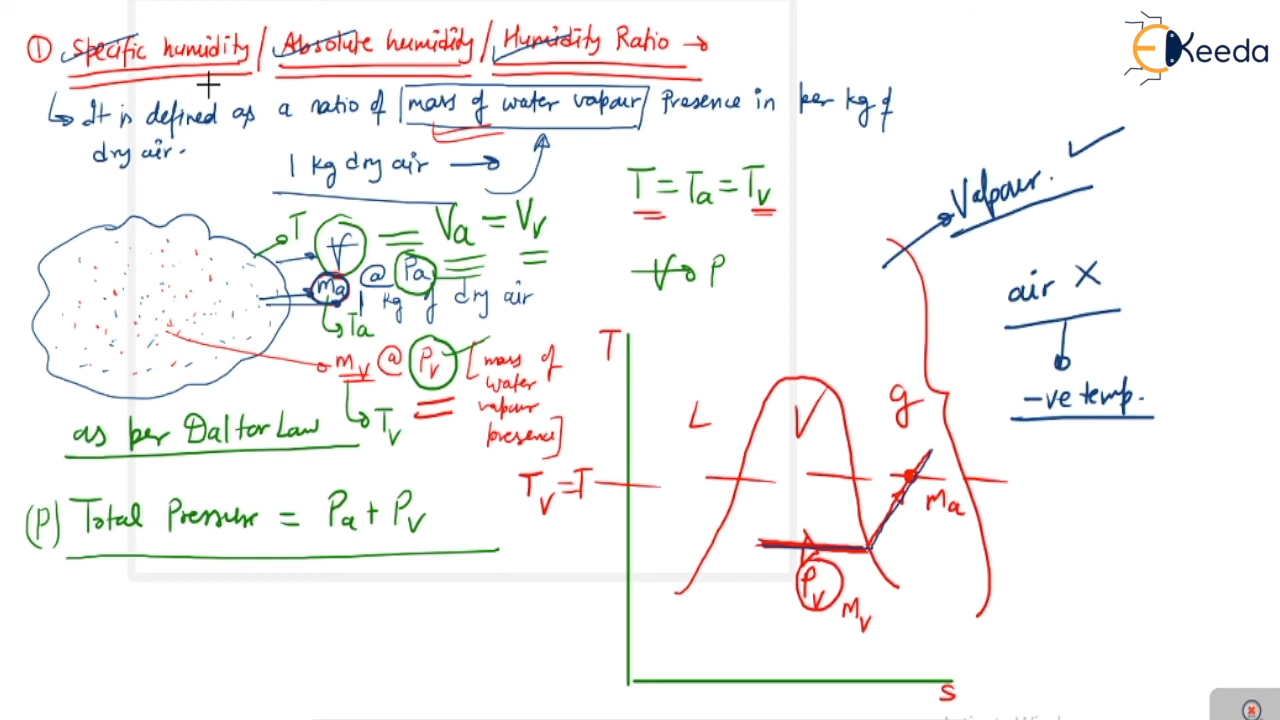 ① Specific humidity / Absolute humidity / Humidity Ratio →
↳ It is defined as a ratio of mass of water vapour Presence in per kg of
dry air.
1 kg dry air →
T
V = Va = Vv
ma @ Pa
1 kg of dry air
Ta
mv @ Pv [mass of
water
vapour
presence]
Tv
as per Dalton Law
(P) Total Pressure = Pa + Pv
T = Ta = Tv
V → P
T
L
V
g
Tv = T
ma
Pv
mv
s
Vapour.
air X
-ve temp.
EKeeda